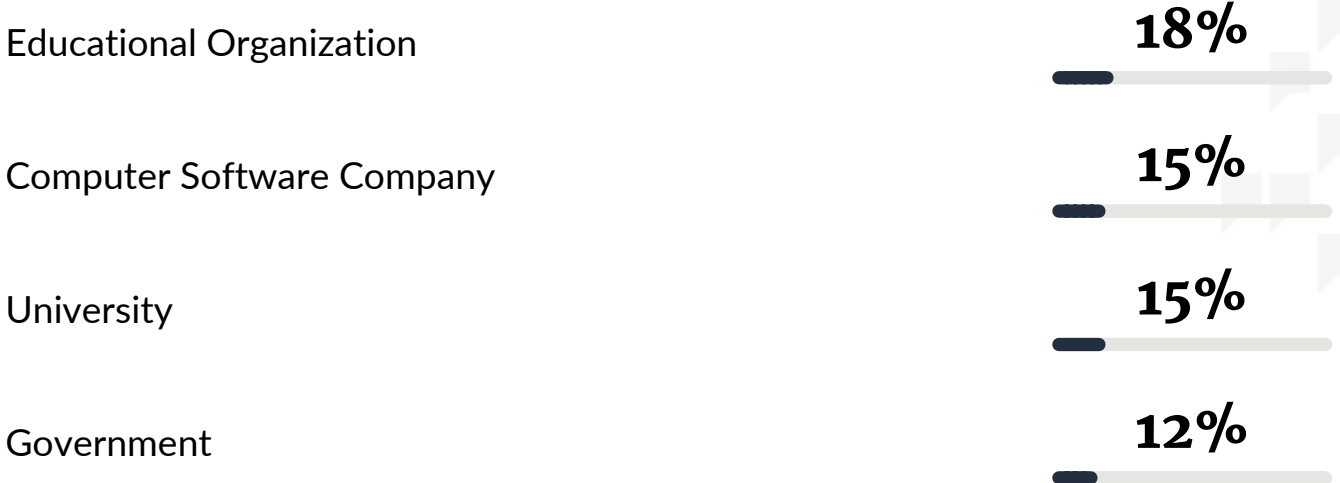 Educational Organization
18%
Computer Software Company
15%
University
15%
Government
12%